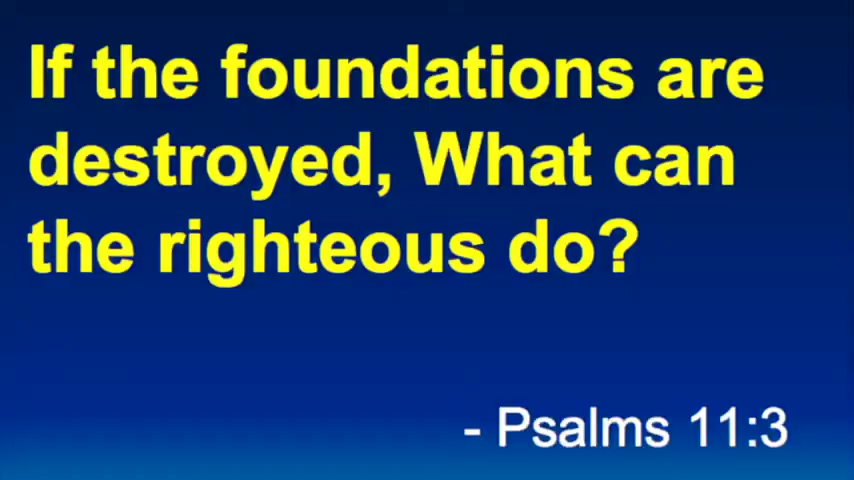 If the foundations are
destroyed, What can
the righteous do?
- Psalms 11:3